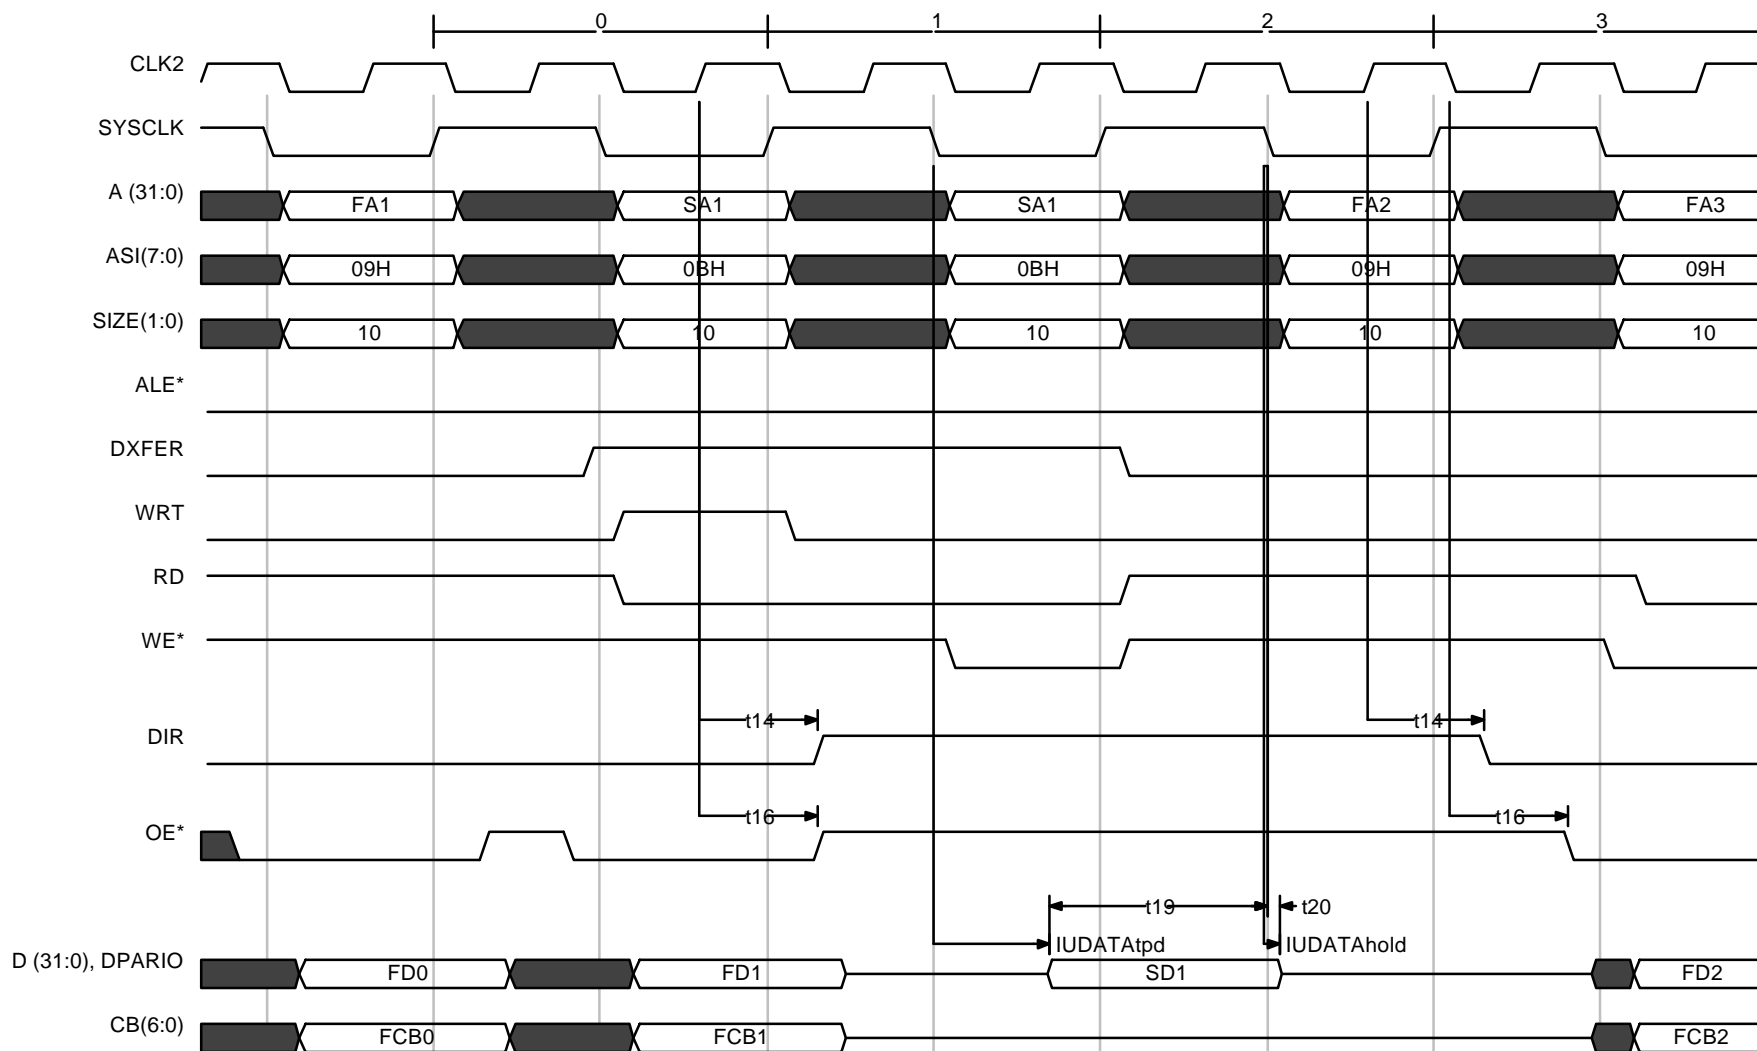 0 1 2 3
CLK2
SYSCLK
A (31:0) FA1 SA1 SA1 FA2 FA3
ASI(7:0) 09H 0BH 0BH 09H 09H
SIZE(1:0) 10 10 10 10 10
ALE*
DXFER
WRT
RD
WE*
t14 t14
DIR
t16 t16
OE*
t19 t20
IUDATAtpd IUDATAhold
D (31:0), DPARIO FD0 FD1 SD1 FD2
CB(6:0) FCB0 FCB1 FCB2